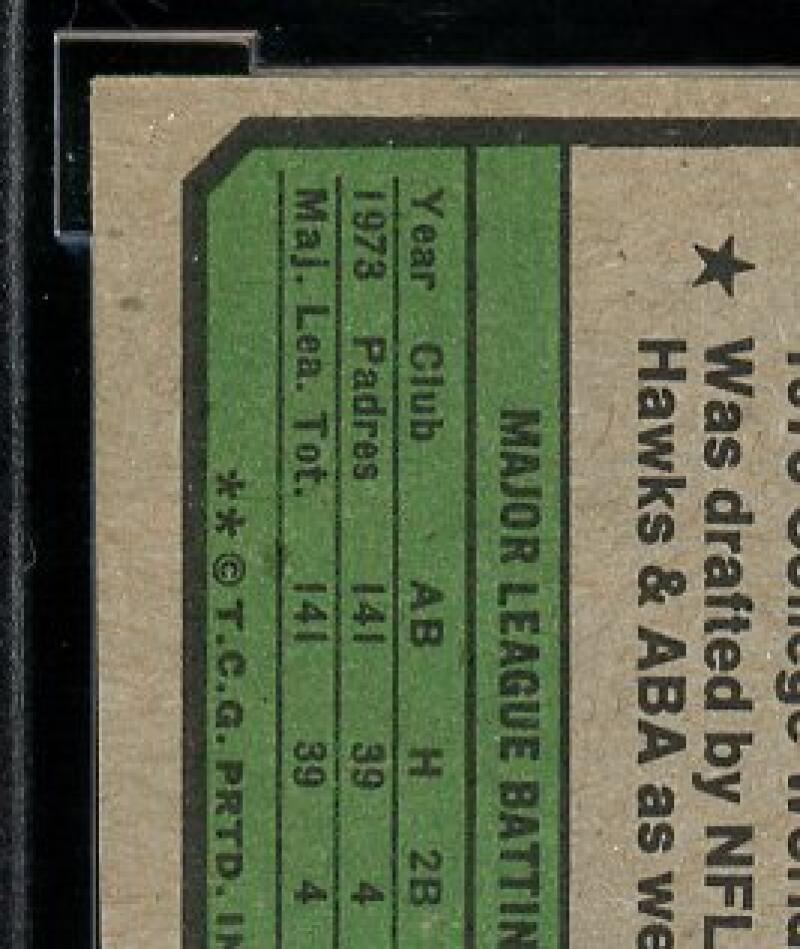 ★ Was drafted by NFL
Hawks & ABA as we
MAJOR LEAGUE BATTIN
Year Club AB H 2B
1973 Padres 141 39 4
Maj. Lea. Tot. 141 39 4
**©T.C.G. PRTD. IN